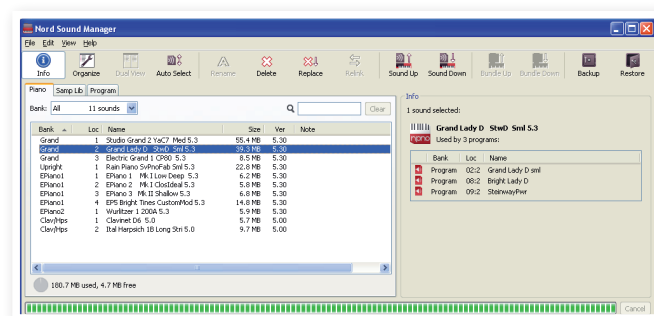 Nord Sound Manager
File Edit View Help
Info Organize Dual View Auto Select Rename Delete Replace Relink Sound Up Sound Down Bundle Up Bundle Down Backup Restore
Piano Samp Lib Program
Bank: All 11 sounds Clear
Bank Loc Name Size Ver Note
Grand 1 Studio Grand 2 YaC7 Med 5.3 55.4 MB 5.30
Grand 2 Grand Lady D StwD Sml 5.3 39.3 MB 5.30
Grand 3 Electric Grand 1 CP80 5.3 8.5 MB 5.30
Upright 1 Rain Piano SvPnoFab Sml 5.3 22.8 MB 5.30
EPiano1 1 EPiano 1 Mk I Low Deep 5.3 6.2 MB 5.30
EPiano1 2 EPiano 2 Mk I ClosIdeal 5.3 5.8 MB 5.30
EPiano1 3 EPiano 3 Mk II Shallow 5.3 6.8 MB 5.30
EPiano1 4 EP5 Bright Tines CustomMod 5.3 14.8 MB 5.30
EPiano2 1 Wurlitzer 1 200A 5.3 5.9 MB 5.30
Clav/Hps 1 Clavinet D6 5.0 5.7 MB 5.00
Clav/Hps 2 Ital Harpsich 1B Long Stri 5.0 9.7 MB 5.00
180.7 MB used, 4.7 MB free
Info
1 sound selected:
Grand Lady D StwD Sml 5.3
npno Used by 3 programs:
Bank Loc Name
Program 02:2 Grand Lady D sml
Program 08:2 Bright Lady D
Program 09:2 SteinwayPwr
Cancel